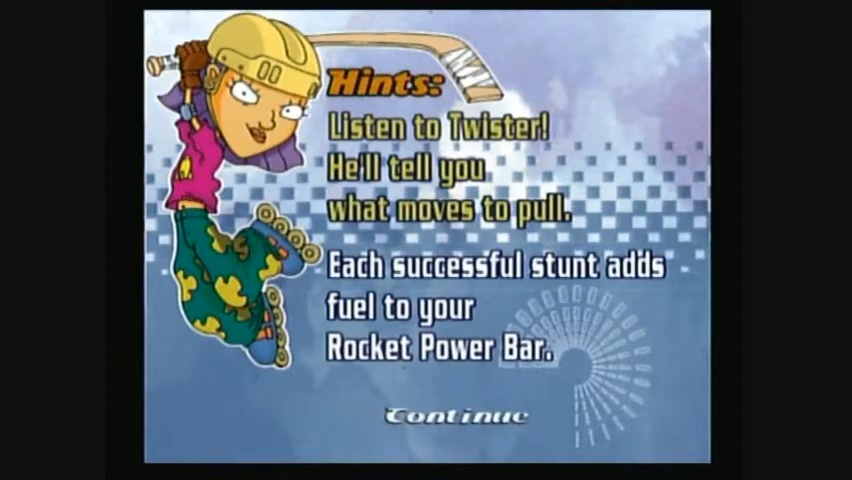 Hints:
Listen to Twister!
He'll tell you
what moves to pull.
Each successful stunt adds
fuel to your
Rocket Power Bar.
Continue